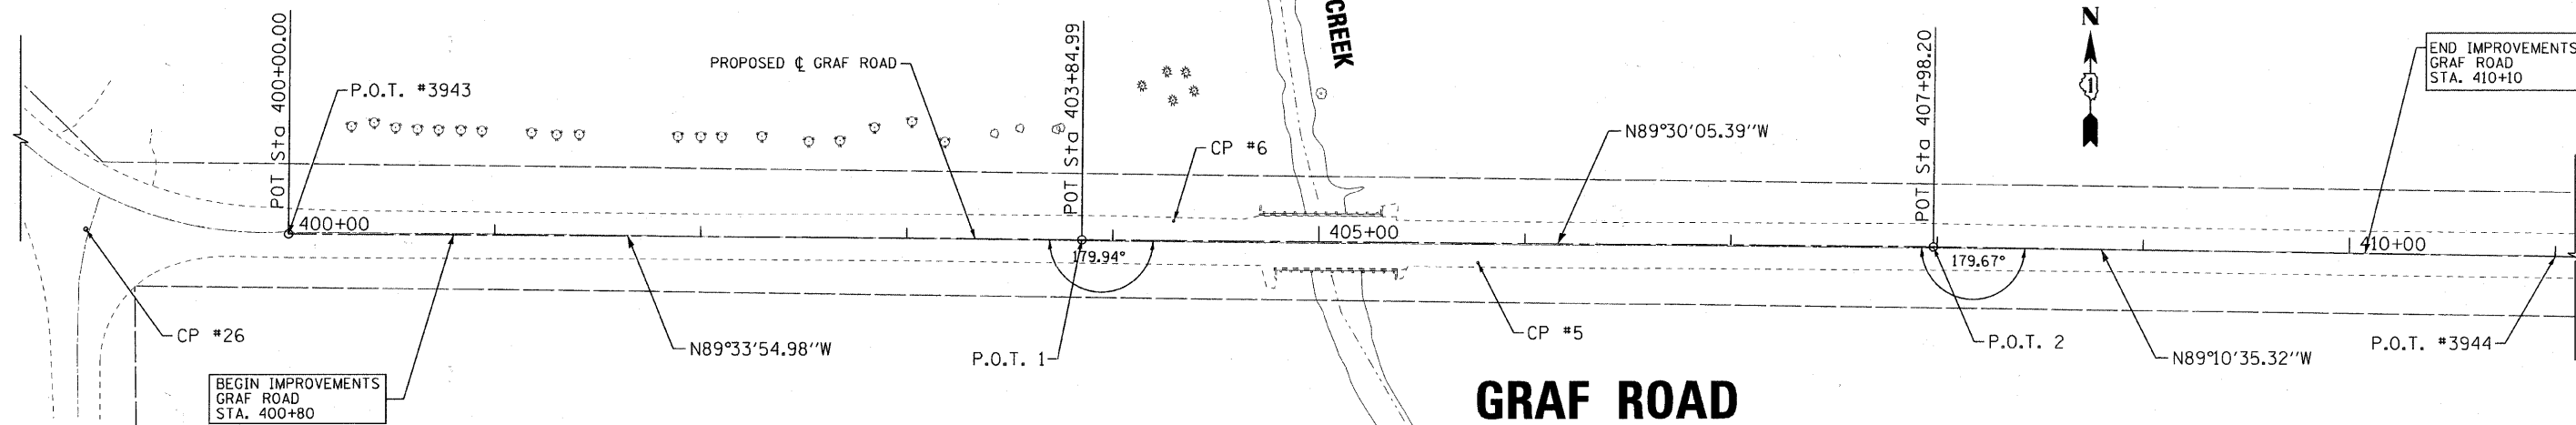 POT Sta 400+00.00
P.O.T. #3943
PROPOSED ℄ GRAF ROAD
POT Sta 403+84.99
CREEK
CP #6
N89°30'05.39''W
POT Sta 407+98.20
N
1
END IMPROVEMENTS
GRAF ROAD
STA. 410+10
400+00
179.94°
405+00
179.67°
410+00
CP #26
N89°33'54.98''W
P.O.T. 1
CP #5
P.O.T. 2
N89°10'35.32''W
P.O.T. #3944
BEGIN IMPROVEMENTS
GRAF ROAD
STA. 400+80
GRAF ROAD